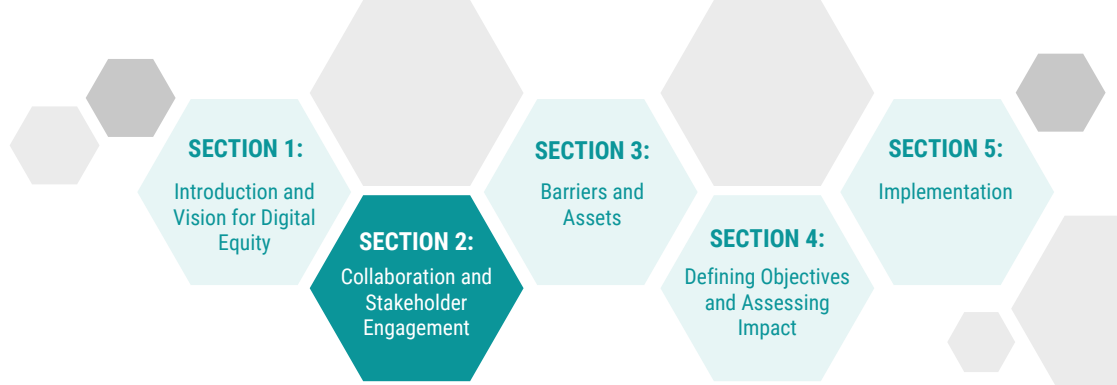 SECTION 1:
Introduction and
Vision for Digital
Equity
SECTION 2:
Collaboration and
Stakeholder
Engagement
SECTION 3:
Barriers and
Assets
SECTION 4:
Defining Objectives
and Assessing
Impact
SECTION 5:
Implementation